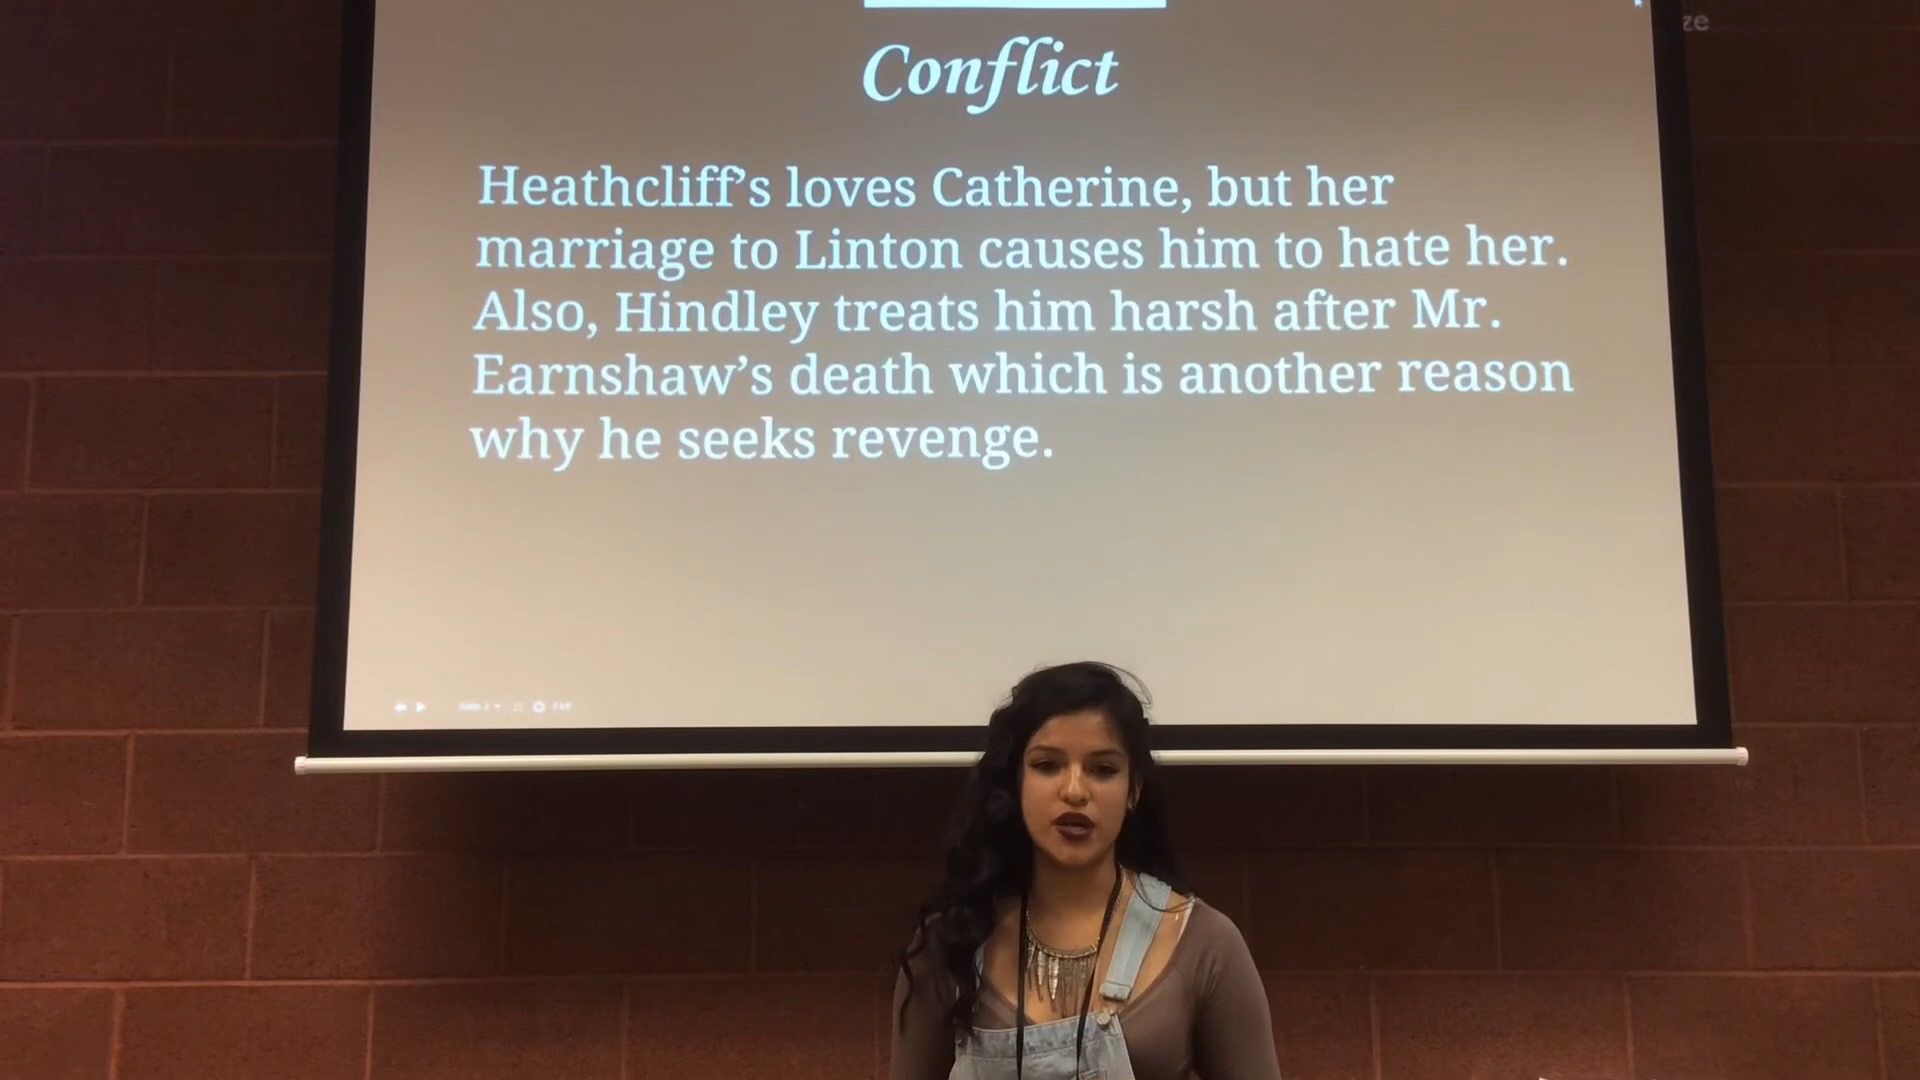 ze
Conflict
Heathcliff’s loves Catherine, but her
marriage to Linton causes him to hate her.
Also, Hindley treats him harsh after Mr.
Earnshaw’s death which is another reason
why he seeks revenge.